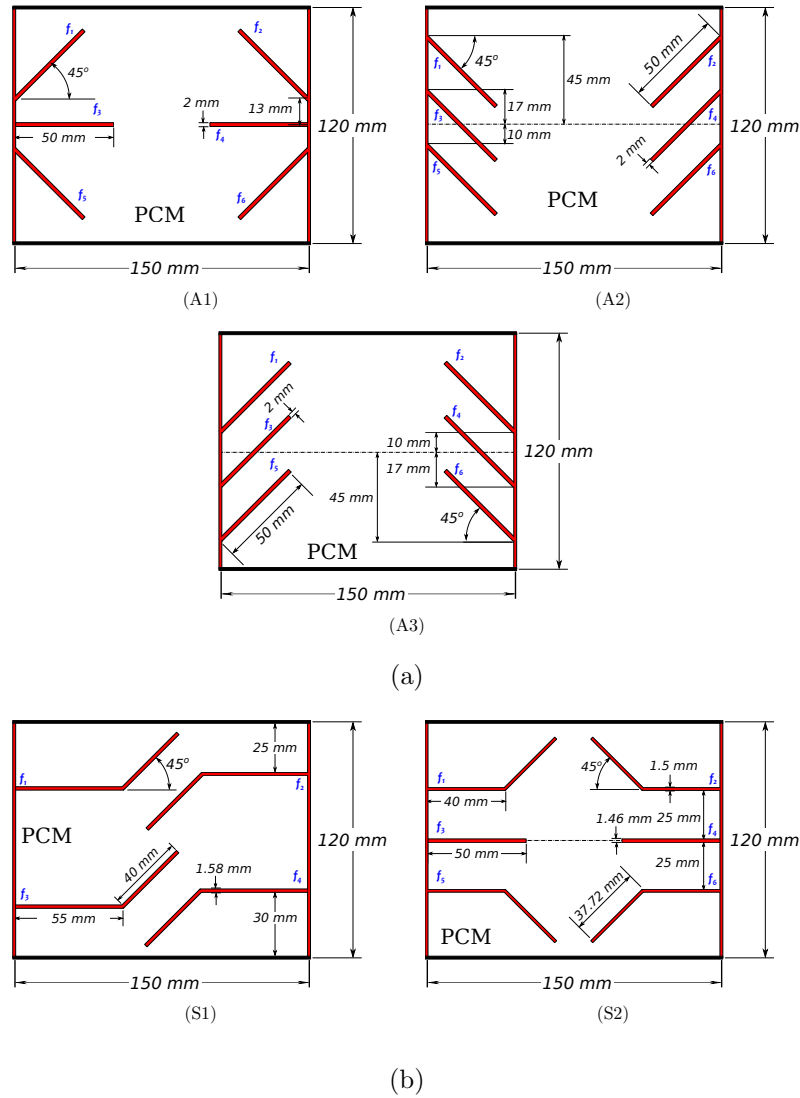 f₁
f₂
45°
f₃
2 mm
13 mm
120 mm
50 mm
f₄
f₅
f₆
PCM
150 mm
(A1)
50 mm
45°
f₁
f₂
45 mm
17 mm
f₃
f₄
120 mm
10 mm
2 mm
f₅
f₆
PCM
150 mm
(A2)
f₁
f₂
2 mm
f₃
f₄
10 mm
120 mm
f₅
17 mm
f₆
45 mm
50 mm
45°
PCM
150 mm
(A3)
(a)
25 mm
45°
f₁
f₂
PCM
120 mm
40 mm
1.58 mm
f₃
f₄
55 mm
30 mm
150 mm
(S1)
45°
1.5 mm
f₁
f₂
40 mm
1.46 mm
25 mm
f₃
f₄
120 mm
50 mm
25 mm
f₅
f₆
37.72 mm
PCM
150 mm
(S2)
(b)